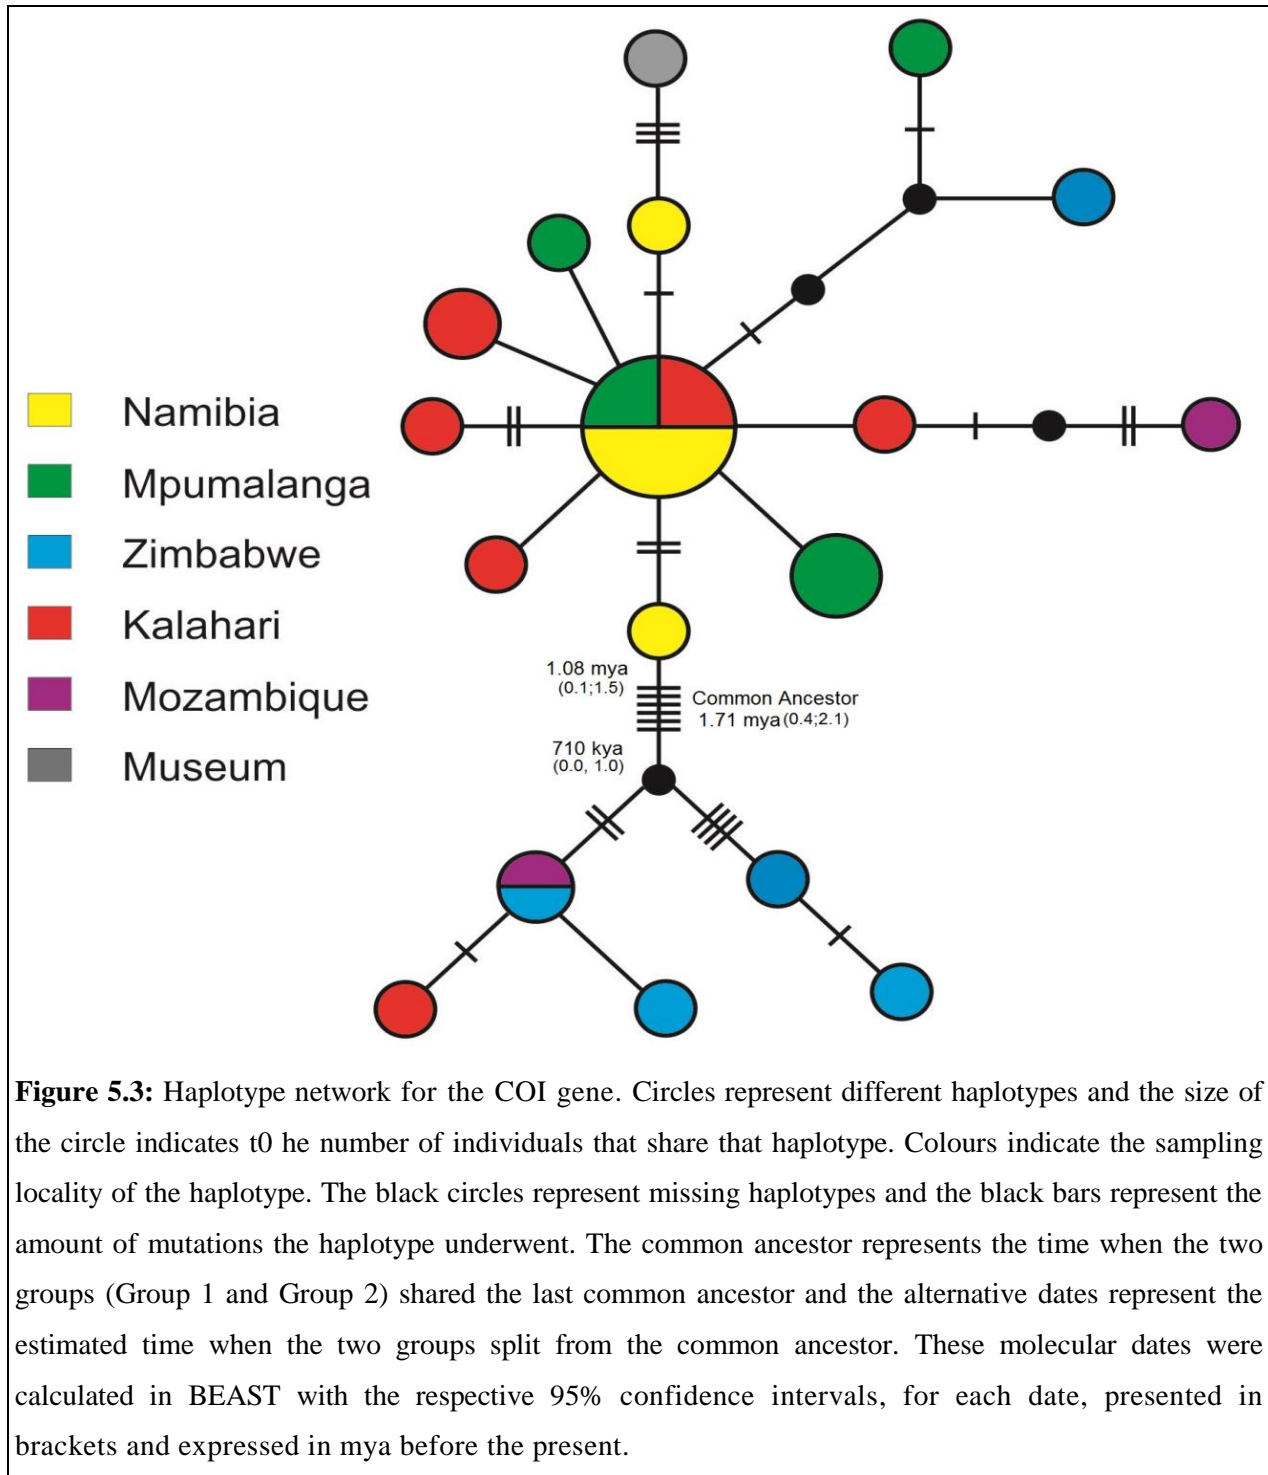 Namibia
Mpumalanga
Zimbabwe
Kalahari
Mozambique
Museum
1.08 mya
(0.1;1.5)
Common Ancestor
1.71 mya (0.4;2.1)
710 kya
(0.0, 1.0)
Figure 5.3: Haplotype network for the COI gene. Circles represent different haplotypes and the size of
the circle indicates t0 he number of individuals that share that haplotype. Colours indicate the sampling
locality of the haplotype. The black circles represent missing haplotypes and the black bars represent the
amount of mutations the haplotype underwent. The common ancestor represents the time when the two
groups (Group 1 and Group 2) shared the last common ancestor and the alternative dates represent the
estimated time when the two groups split from the common ancestor. These molecular dates were
calculated in BEAST with the respective 95% confidence intervals, for each date, presented in
brackets and expressed in mya before the present.